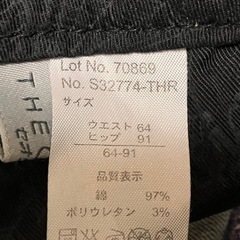 Lot No. 70869
No. S32774-THR
サイズ
ウエスト 64
ヒップ 91
64-91
品質表示
綿 97%
ポリウレタン 3%
THE